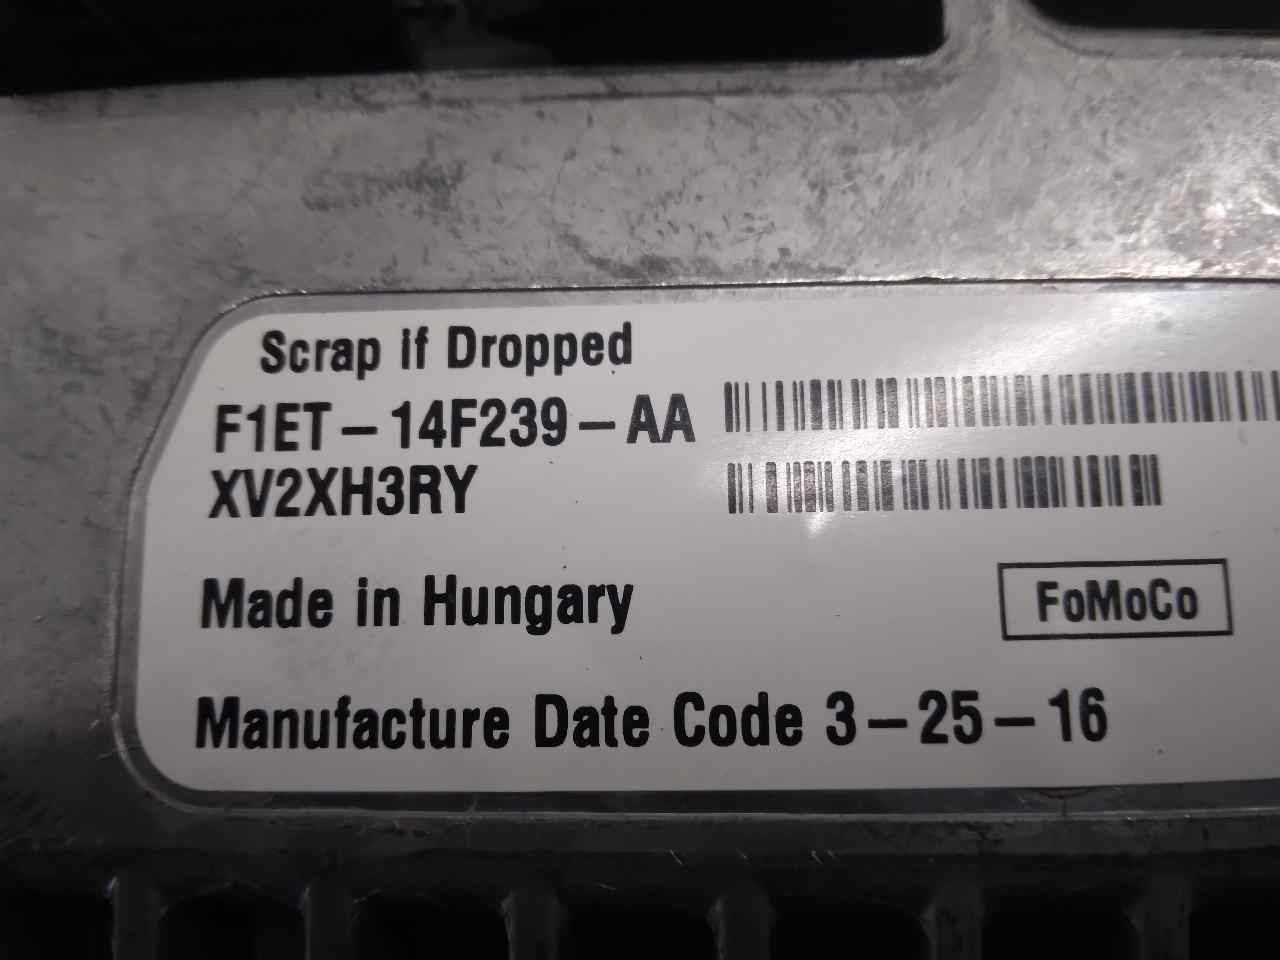 Scrap if Dropped
F1ET-14F239-AA
XV2XH3RY
Made in Hungary
FoMoCo
Manufacture Date Code 3-25-16